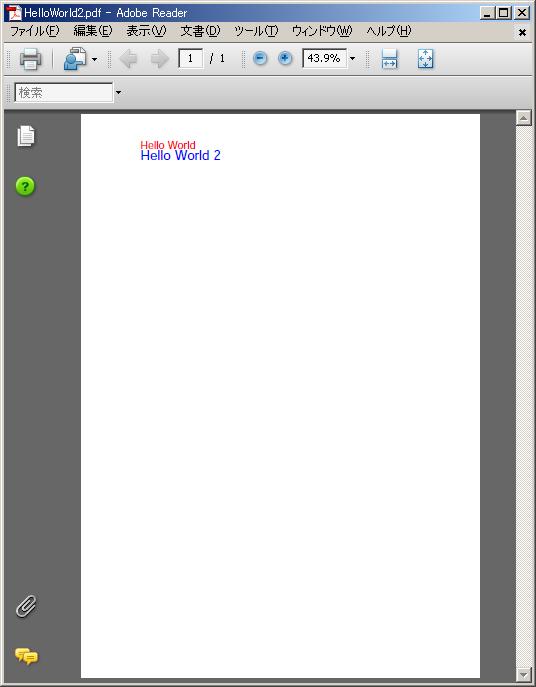 HelloWorld2.pdf - Adobe Reader
ファイル(F) 編集(E) 表示(V) 文書(D) ツール(T) ウィンドウ(W) ヘルプ(H)
1 / 1 43.9%
検索
Hello World
Hello World 2